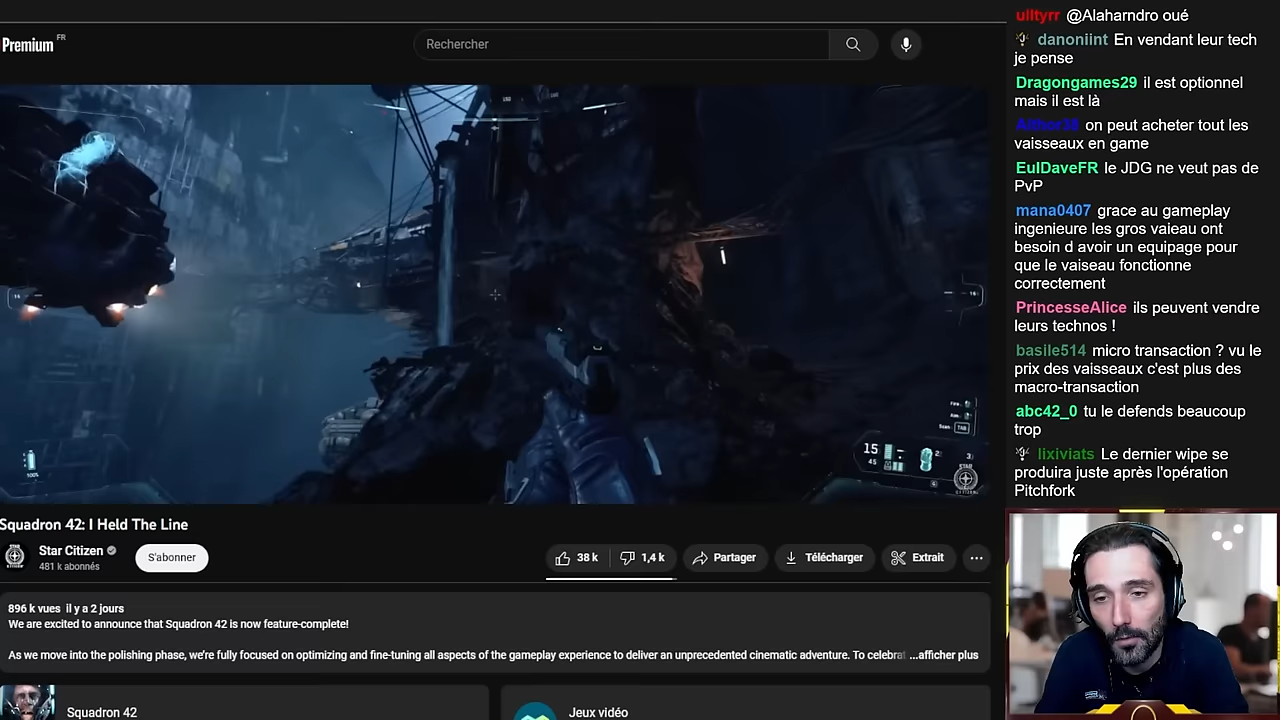 Premium FR
Rechercher
15
45
100%
Scan: TAB
Squadron 42: I Held The Line
Star Citizen
481 k abonnés
S'abonner
38 k
1,4 k
Partager
Télécharger
Extrait
...
896 k vues il y a 2 jours
We are excited to announce that Squadron 42 is now feature-complete!
As we move into the polishing phase, we're fully focused on optimizing and fine-tuning all aspects of the gameplay experience to deliver an unprecedented cinematic adventure. To celebrat ...afficher plus
Squadron 42
Jeux vidéo
ulltyrr @Alaharndro oué
danoniint En vendant leur tech
je pense
Dragongames29 il est optionnel
mais il est là
on peut acheter tout les
vaisseaux en game
EulDaveFR le JDG ne veut pas de
PvP
mana0407 grace au gameplay
ingenieure les gros vaieau ont
besoin d avoir un equipage pour
que le vaiseau fonctionne
correctement
PrincesseAlice ils peuvent vendre
leurs technos !
basile514 micro transaction ? vu le
prix des vaisseaux c'est plus des
macro-transaction
abc42_0 tu le defends beaucoup
trop
lixiviats Le dernier wipe se
produira juste après l'opération
Pitchfork